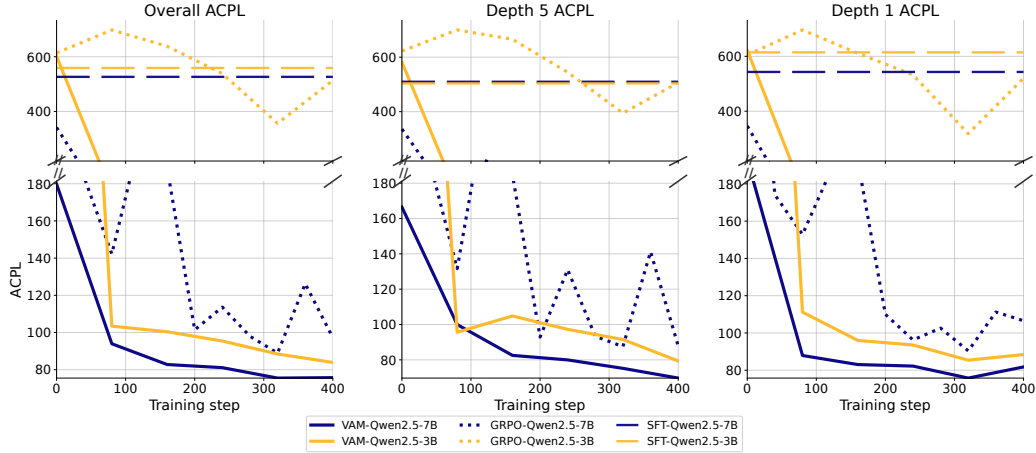 Overall ACPL
Depth 5 ACPL
Depth 1 ACPL
600
400
600
400
600
400
180
160
140
120
100
80
180
160
140
120
100
80
180
160
140
120
100
80
ACPL
0 100 200 300 400
0 100 200 300 400
0 100 200 300 400
Training step
Training step
Training step
VAM-Qwen2.5-7B GRPO-Qwen2.5-7B SFT-Qwen2.5-7B
VAM-Qwen2.5-3B GRPO-Qwen2.5-3B SFT-Qwen2.5-3B